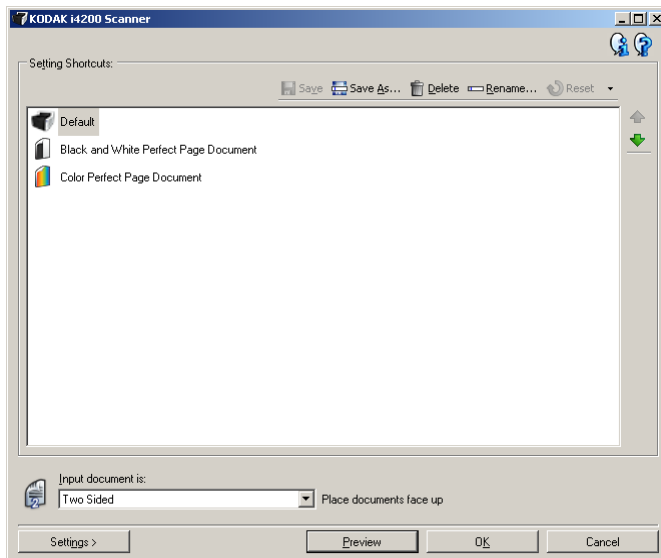 KODAK i4200 Scanner
Setting Shortcuts:
Save Save As... Delete Rename... Reset
Default
Black and White Perfect Page Document
Color Perfect Page Document
Input document is:
Two Sided Place documents face up
Settings > Preview OK Cancel